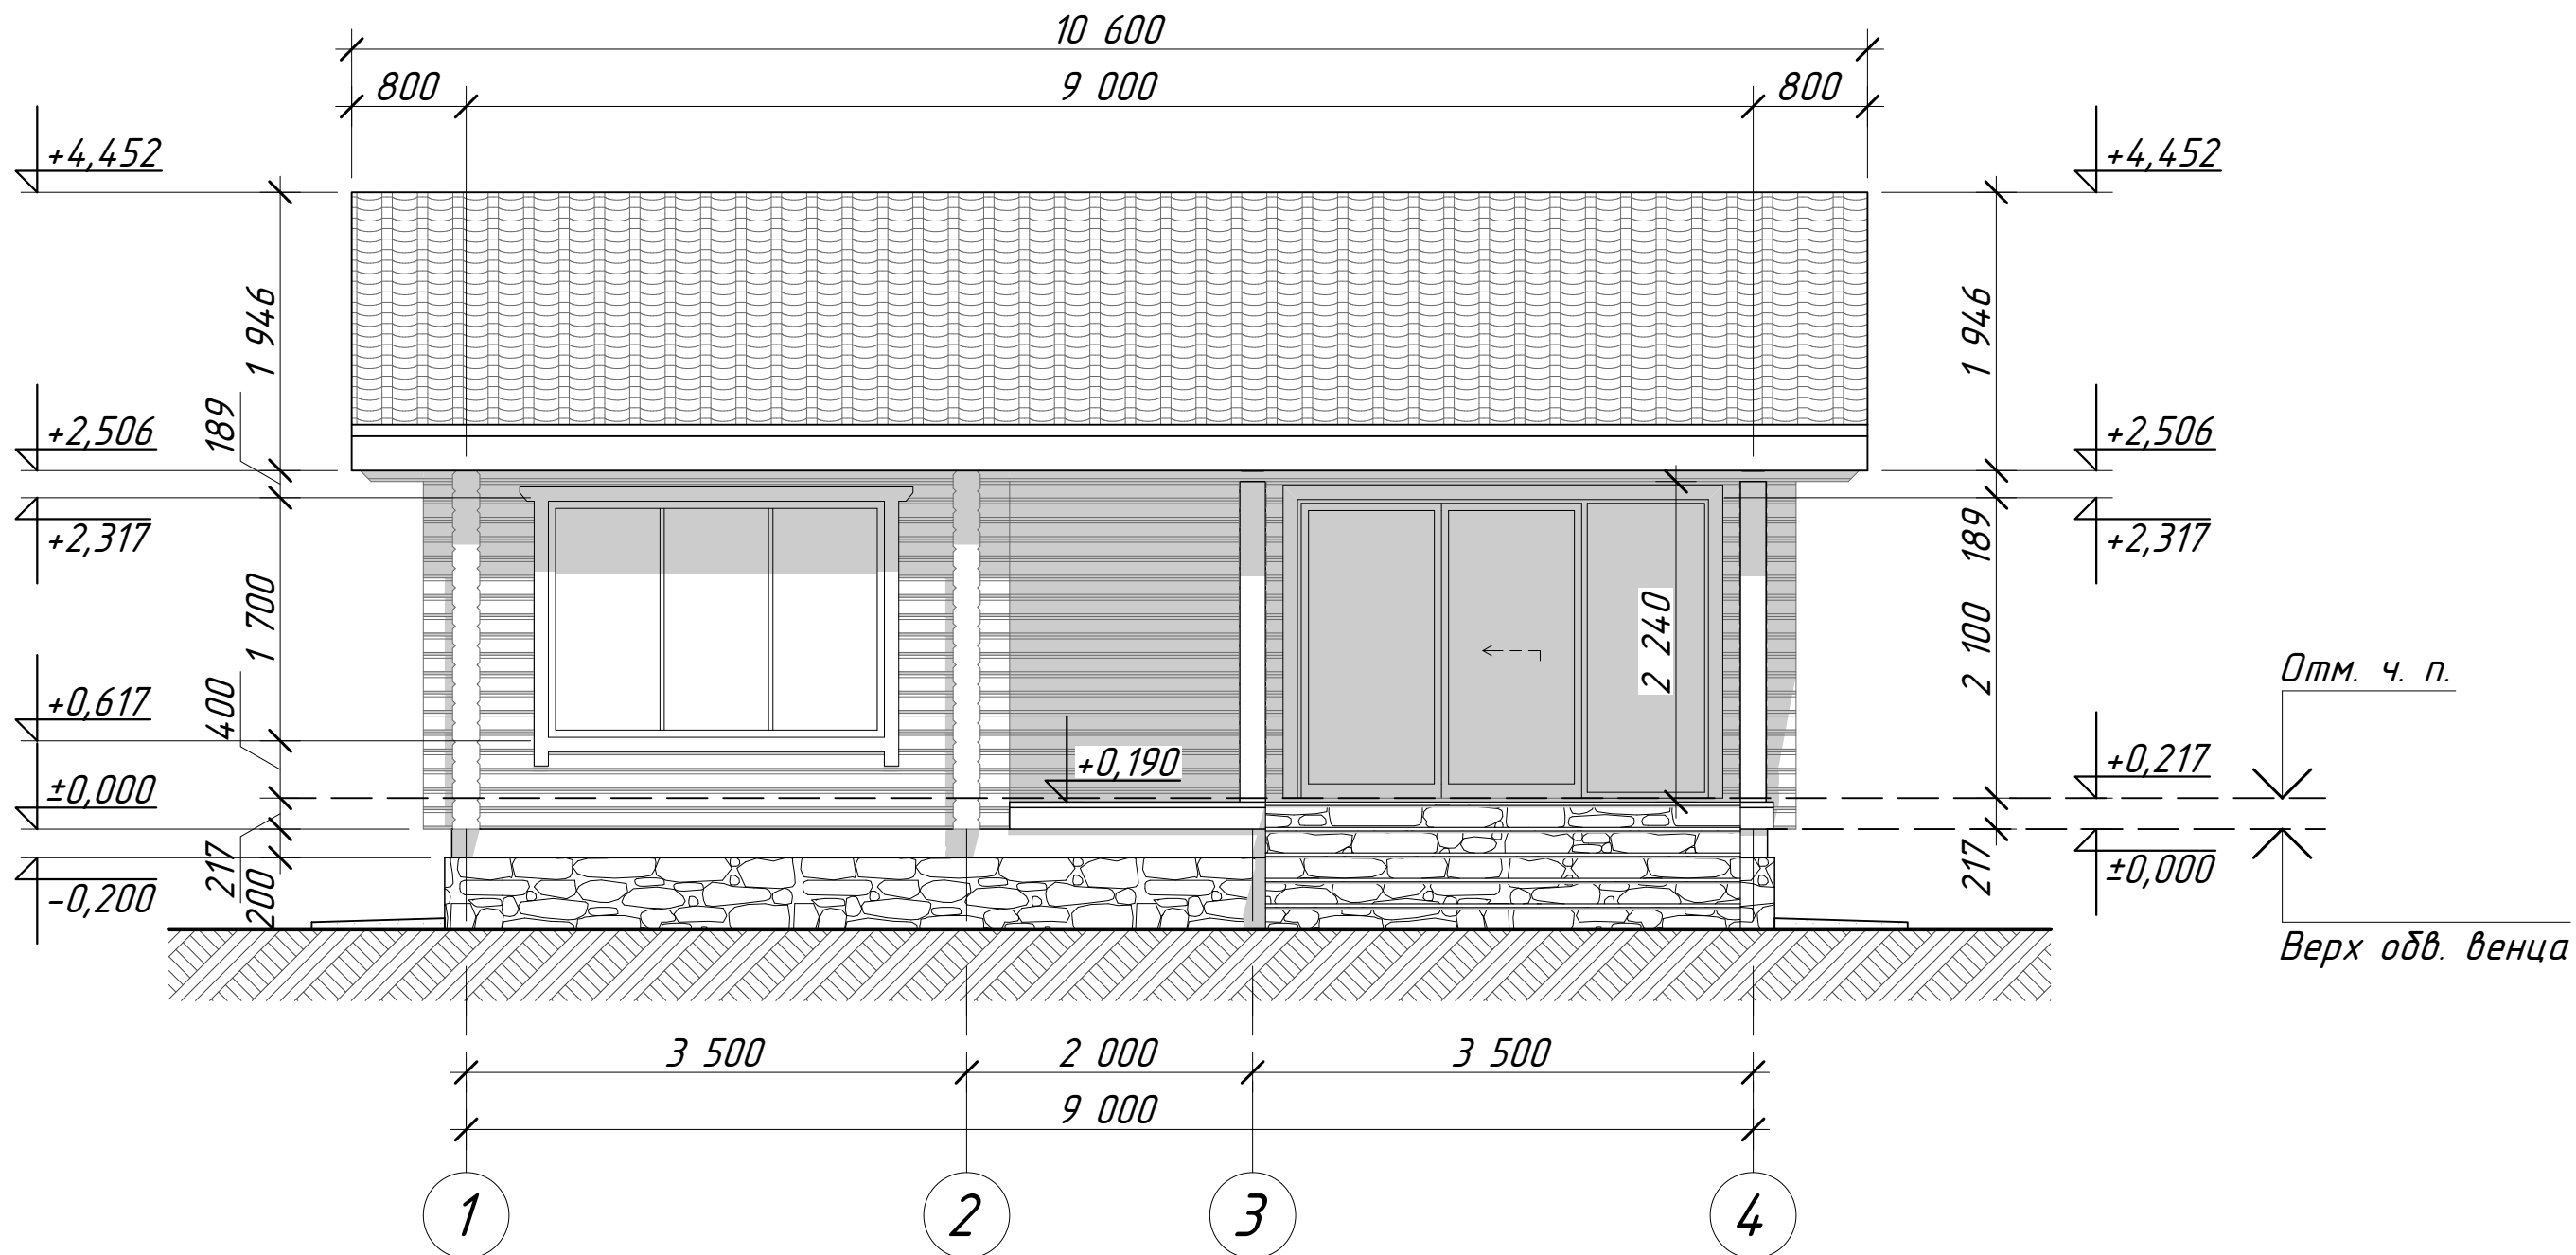 10 600
800 9 000 800
+4,452 +4,452
1 946 1 946
+2,506 189 +2,506
+2,317 189 +2,317
1 700 2 240 2 100
Отм. ч. п.
+0,617 400
+0,190 +0,217
±0,000
217 217 ±0,000
-0,200 200
Верх обв. венца
3 500 2 000 3 500
9 000
1 2 3 4